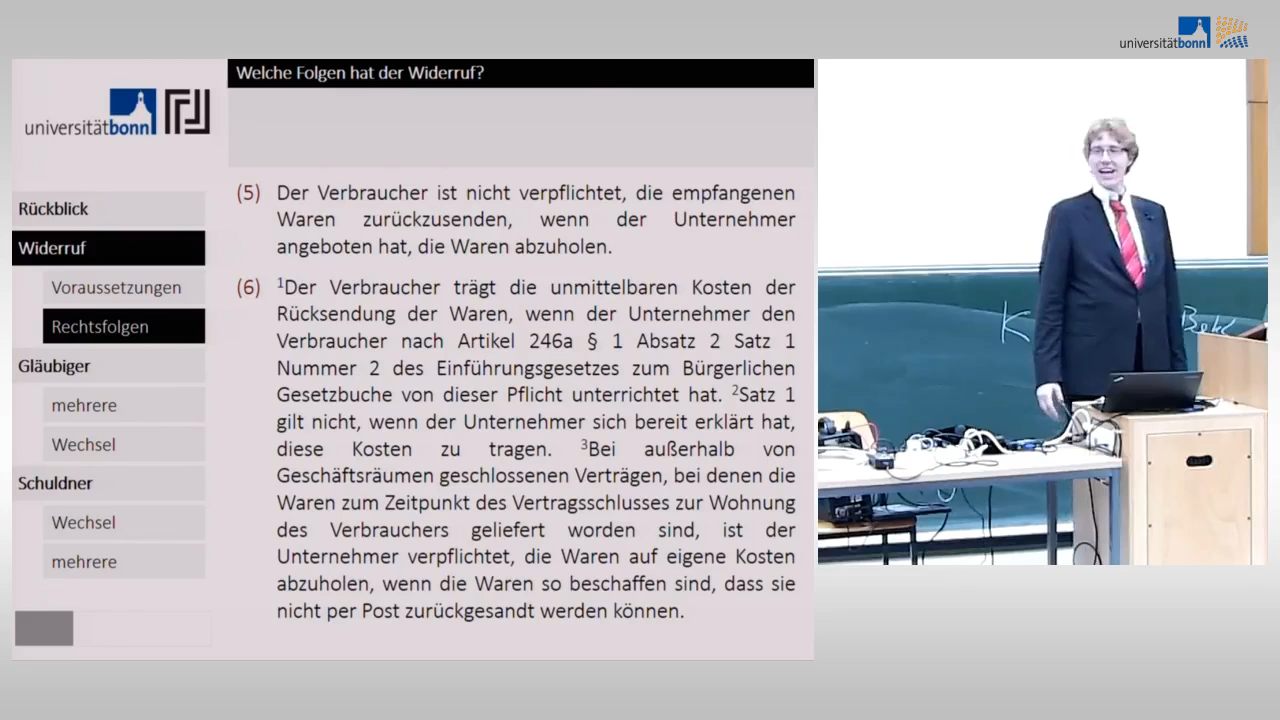 universitätbonn
Welche Folgen hat der Widerruf?
universitätbonn
Rückblick
Widerruf
Voraussetzungen
Rechtsfolgen
Gläubiger
mehrere
Wechsel
Schuldner
Wechsel
mehrere
(5) Der Verbraucher ist nicht verpflichtet, die empfangenen
Waren zurückzusenden, wenn der Unternehmer
angeboten hat, die Waren abzuholen.
(6) ¹Der Verbraucher trägt die unmittelbaren Kosten der
Rücksendung der Waren, wenn der Unternehmer den
Verbraucher nach Artikel 246a § 1 Absatz 2 Satz 1
Nummer 2 des Einführungsgesetzes zum Bürgerlichen
Gesetzbuche von dieser Pflicht unterrichtet hat. ²Satz 1
gilt nicht, wenn der Unternehmer sich bereit erklärt hat,
diese Kosten zu tragen. ³Bei außerhalb von
Geschäftsräumen geschlossenen Verträgen, bei denen die
Waren zum Zeitpunkt des Vertragsschlusses zur Wohnung
des Verbrauchers geliefert worden sind, ist der
Unternehmer verpflichtet, die Waren auf eigene Kosten
abzuholen, wenn die Waren so beschaffen sind, dass sie
nicht per Post zurückgesandt werden können.